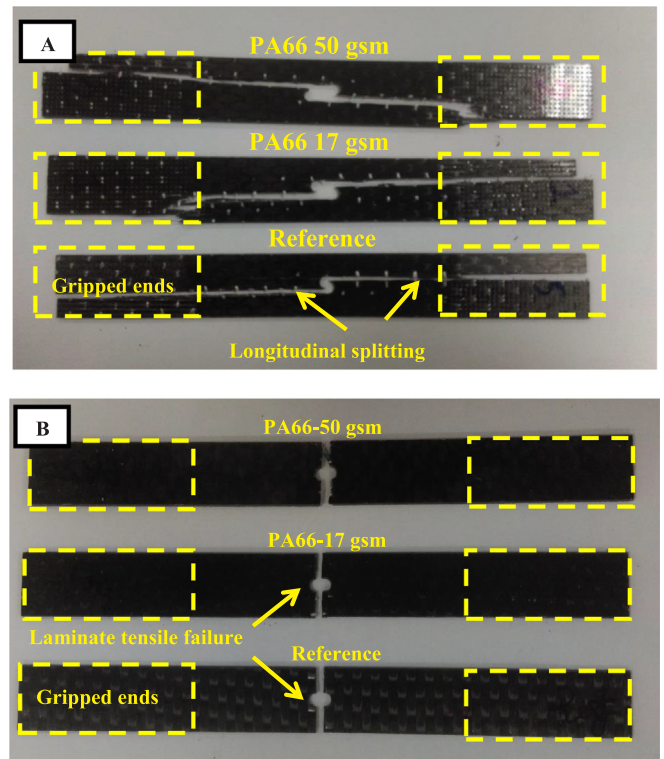 A
PA66 50 gsm
PA66 17 gsm
Reference
Gripped ends
Longitudinal splitting
B
PA66-50 gsm
PA66-17 gsm
Laminate tensile failure
Reference
Gripped ends